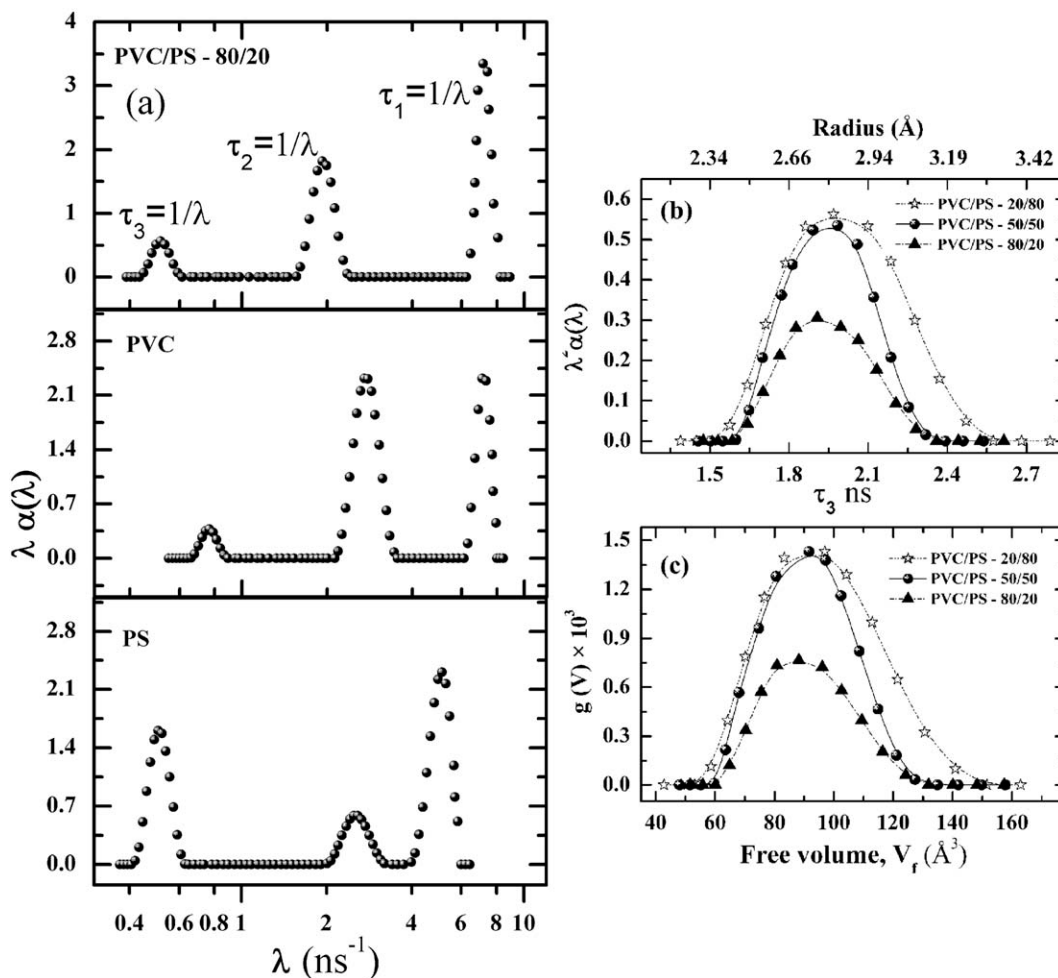 4
3
2
1
0
PVC/PS - 80/20
(a)
τ₃=1/λ
τ₂=1/λ
τ₁=1/λ
2.8
2.1
1.4
0.7
0.0
PVC
2.8
2.1
1.4
0.7
0.0
PS
λ α(λ)
0.4 0.6 0.8 1 2 4 6 8 10
λ (ns⁻¹)
Radius (Å)
2.34 2.66 2.94 3.19 3.42
0.6
0.5
0.3
0.2
0.0
(b)
PVC/PS - 20/80
PVC/PS - 50/50
PVC/PS - 80/20
λ²α(λ)
1.5 1.8 2.1 2.4 2.7
τ₃ ns
1.5
1.2
0.9
0.6
0.3
0.0
(c)
PVC/PS - 20/80
PVC/PS - 50/50
PVC/PS - 80/20
g (V) × 10³
40 60 80 100 120 140 160
Free volume, V_f (Å³)